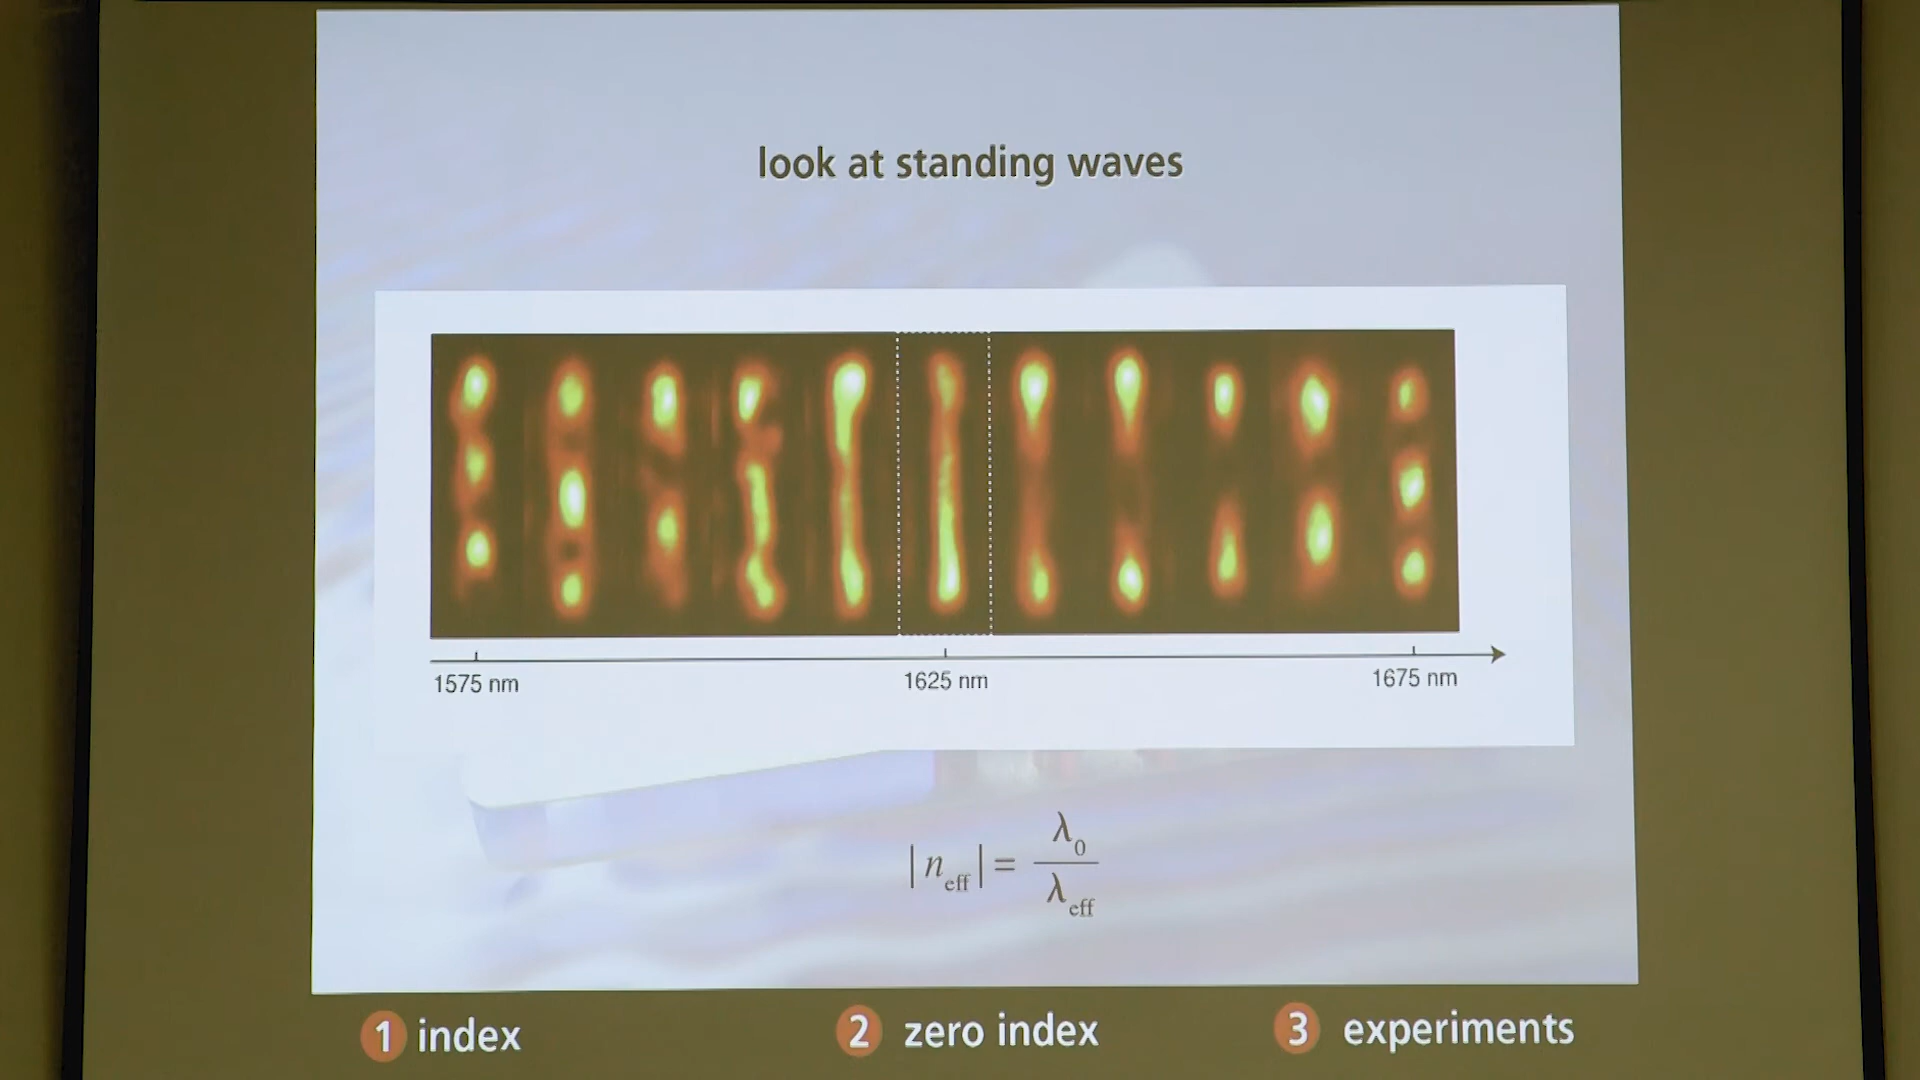 look at standing waves
1575 nm 1625 nm 1675 nm
|n_eff| = λ_0 / λ_eff
1 index 2 zero index 3 experiments